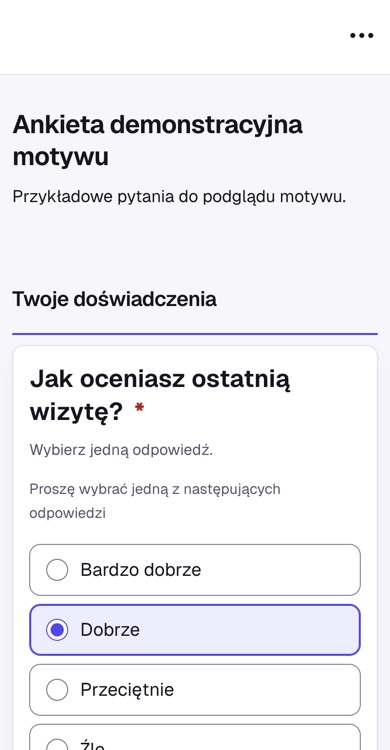 Ankieta demonstracyjna
motywu
Przykładowe pytania do podglądu motywu.
Twoje doświadczenia
Jak oceniasz ostatnią
wizytę? *
Wybierz jedną odpowiedź.
Proszę wybrać jedną z następujących
odpowiedzi
Bardzo dobrze
Dobrze
Przeciętnie
Źle